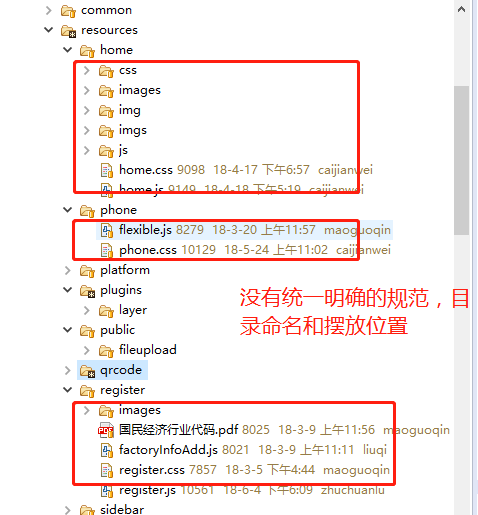 common
resources
home
css
images
img
imgs
js
home.css 9098 18-4-17 下午6:57 caijianwei
home.js 9149 18-4-18 下午5:19 caijianwei
phone
flexible.js 8279 18-3-20 上午11:57 maoguoqin
phone.css 10129 18-5-24 上午11:02 caijianwei
platform
plugins
layer
public
fileupload
没有统一明确的规范，目
录命名和摆放位置
qrcode
register
images
国民经济行业代码.pdf 8025 18-3-9 上午11:56 maoguoqin
factoryInfoAdd.js 8021 18-3-9 上午11:11 liuqi
register.css 7857 18-3-5 下午4:44 maoguoqin
register.js 10561 18-6-4 下午6:09 zhuchuanlu
sidebar